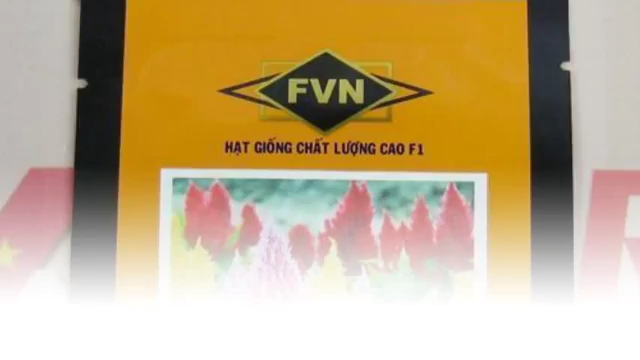 FVN
HẠT GIỐNG CHẤT LƯỢNG CAO F1